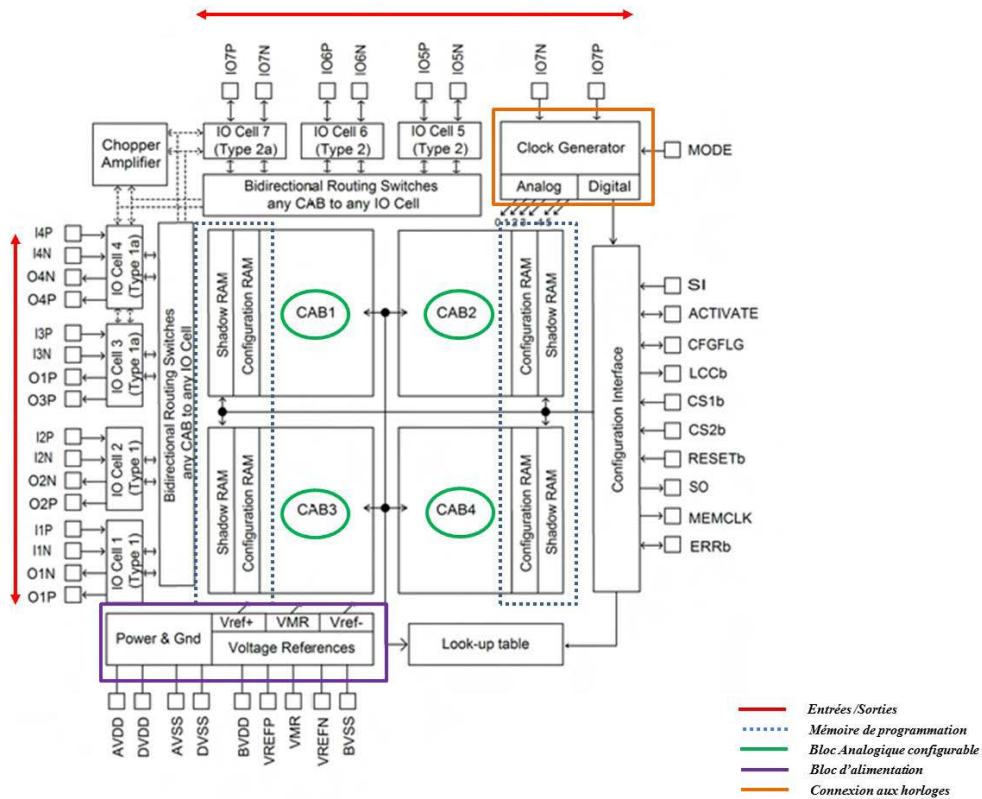 IO7P
IO7N
IO6P
IO6N
IO5P
IO5N
IO7N
IO7P
Chopper
Amplifier
IO Cell 7
(Type 2a)
IO Cell 6
(Type 2)
IO Cell 5
(Type 2)
Clock Generator
Analog
Digital
MODE
Bidirectional Routing Switches
any CAB to any IO Cell
I4P
I4N
O4N
O4P
IO Cell 4
(Type 1a)
I3P
I3N
O1P
O3P
IO Cell 3
(Type 1a)
I2P
I2N
O2N
O2P
IO Cell 2
(Type 1)
I1P
I1N
O1N
O1P
IO Cell 1
(Type 1)
Bidirectional Routing Switches
any CAB to any IO Cell
Shadow RAM
Configuration RAM
CAB1
CAB2
Configuration RAM
Shadow RAM
Shadow RAM
Configuration RAM
CAB3
CAB4
Configuration RAM
Shadow RAM
Configuration Interface
SI
ACTIVATE
CFGFLG
LCCb
CS1b
CS2b
RESETb
SO
MEMCLK
ERRb
Power & Gnd
Vref+
VMR
Vref-
Voltage References
Look-up table
AVDD
DVDD
AVSS
DVSS
BVDD
VREFP
VMR
VREFN
BVSS
Entrées /Sorties
Mémoire de programmation
Bloc Analogique configurable
Bloc d'alimentation
Connexion aux horloges